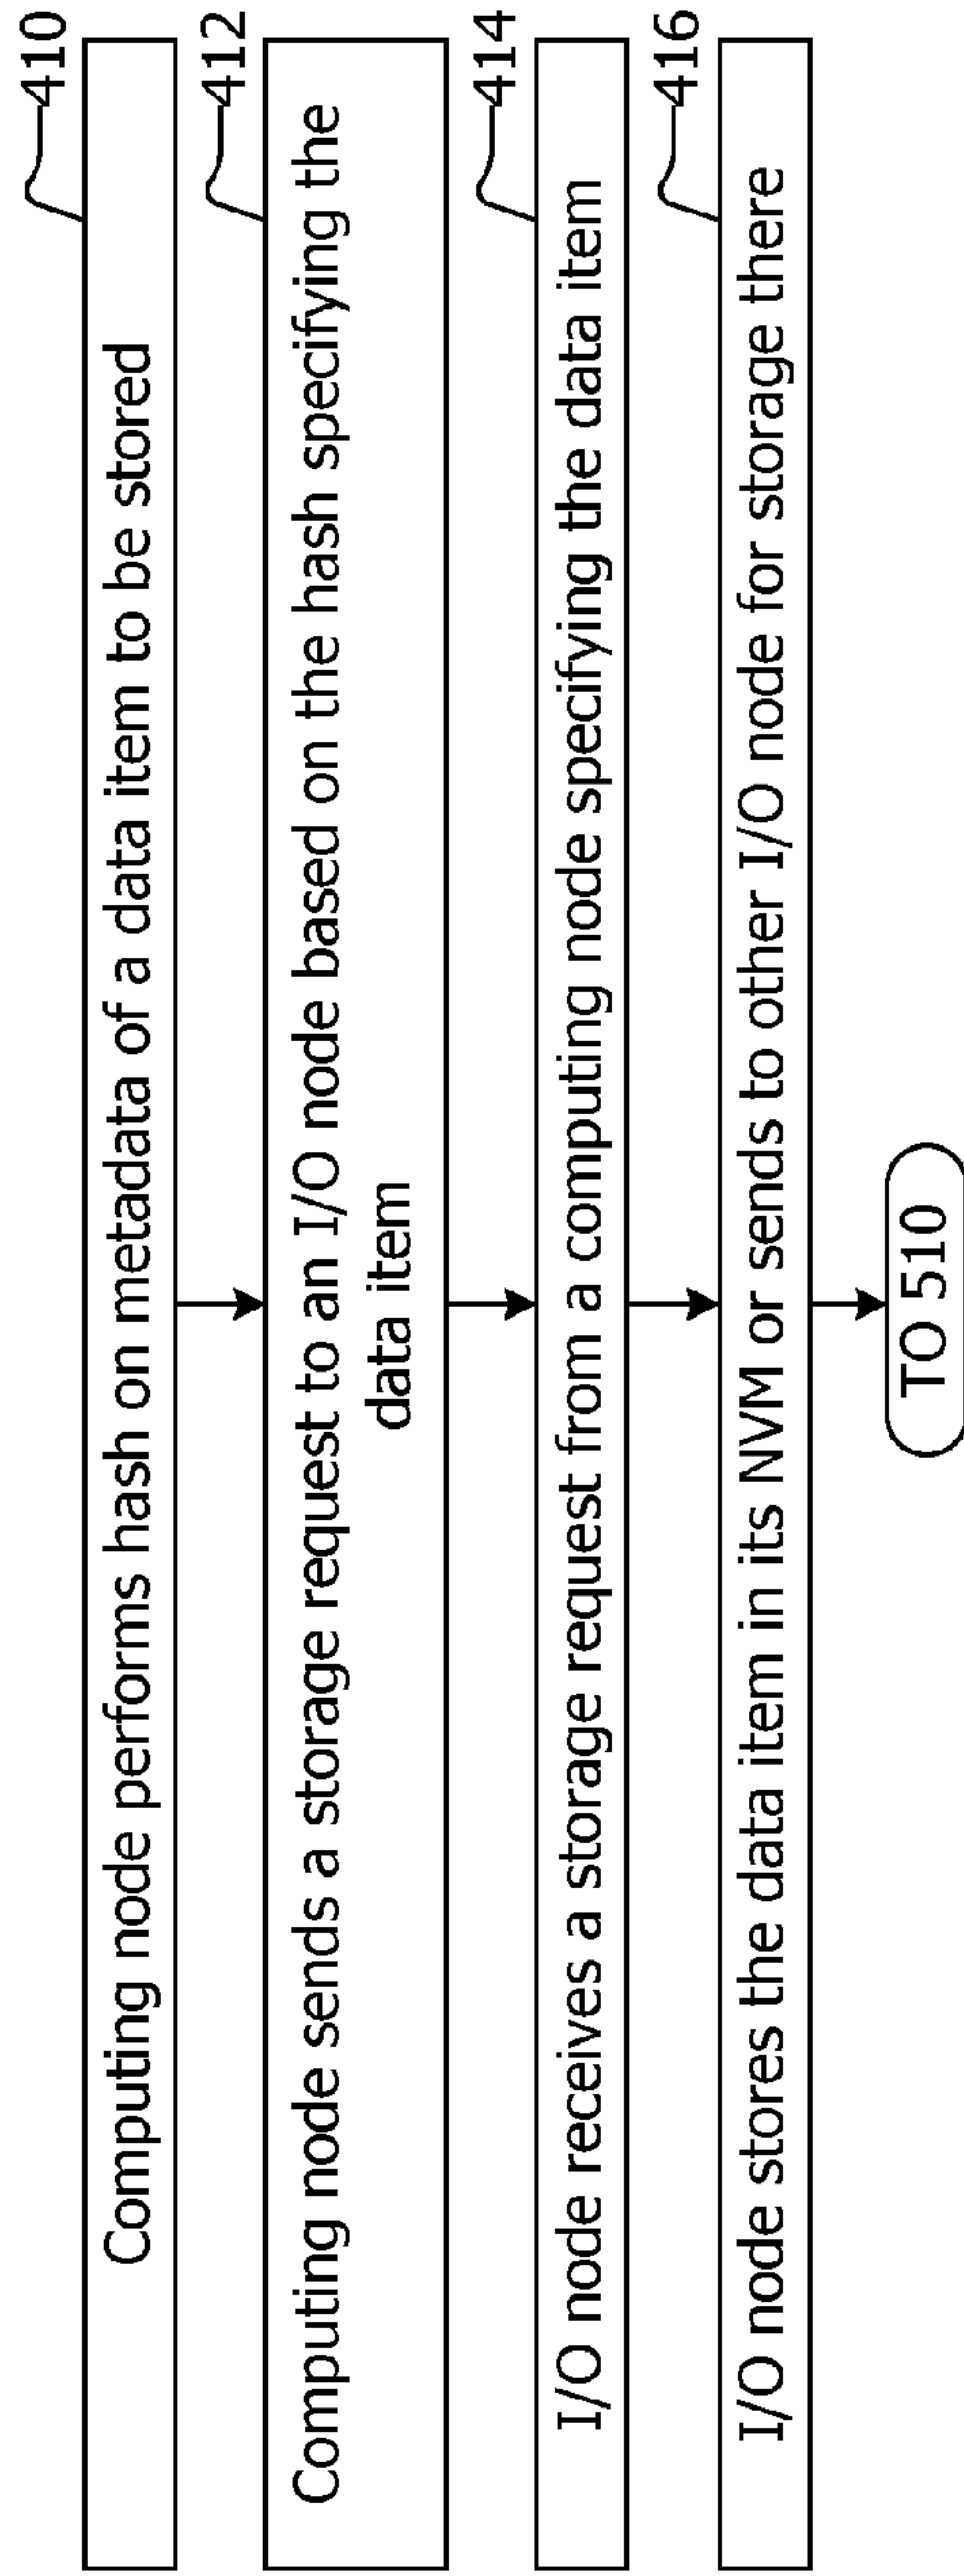 410
Computing node performs hash on metadata of a data item to be stored
412
Computing node sends a storage request to an I/O node based on the hash specifying the
data item
414
I/O node receives a storage request from a computing node specifying the data item
416
I/O node stores the data item in its NVM or sends to other I/O node for storage there
TO 510